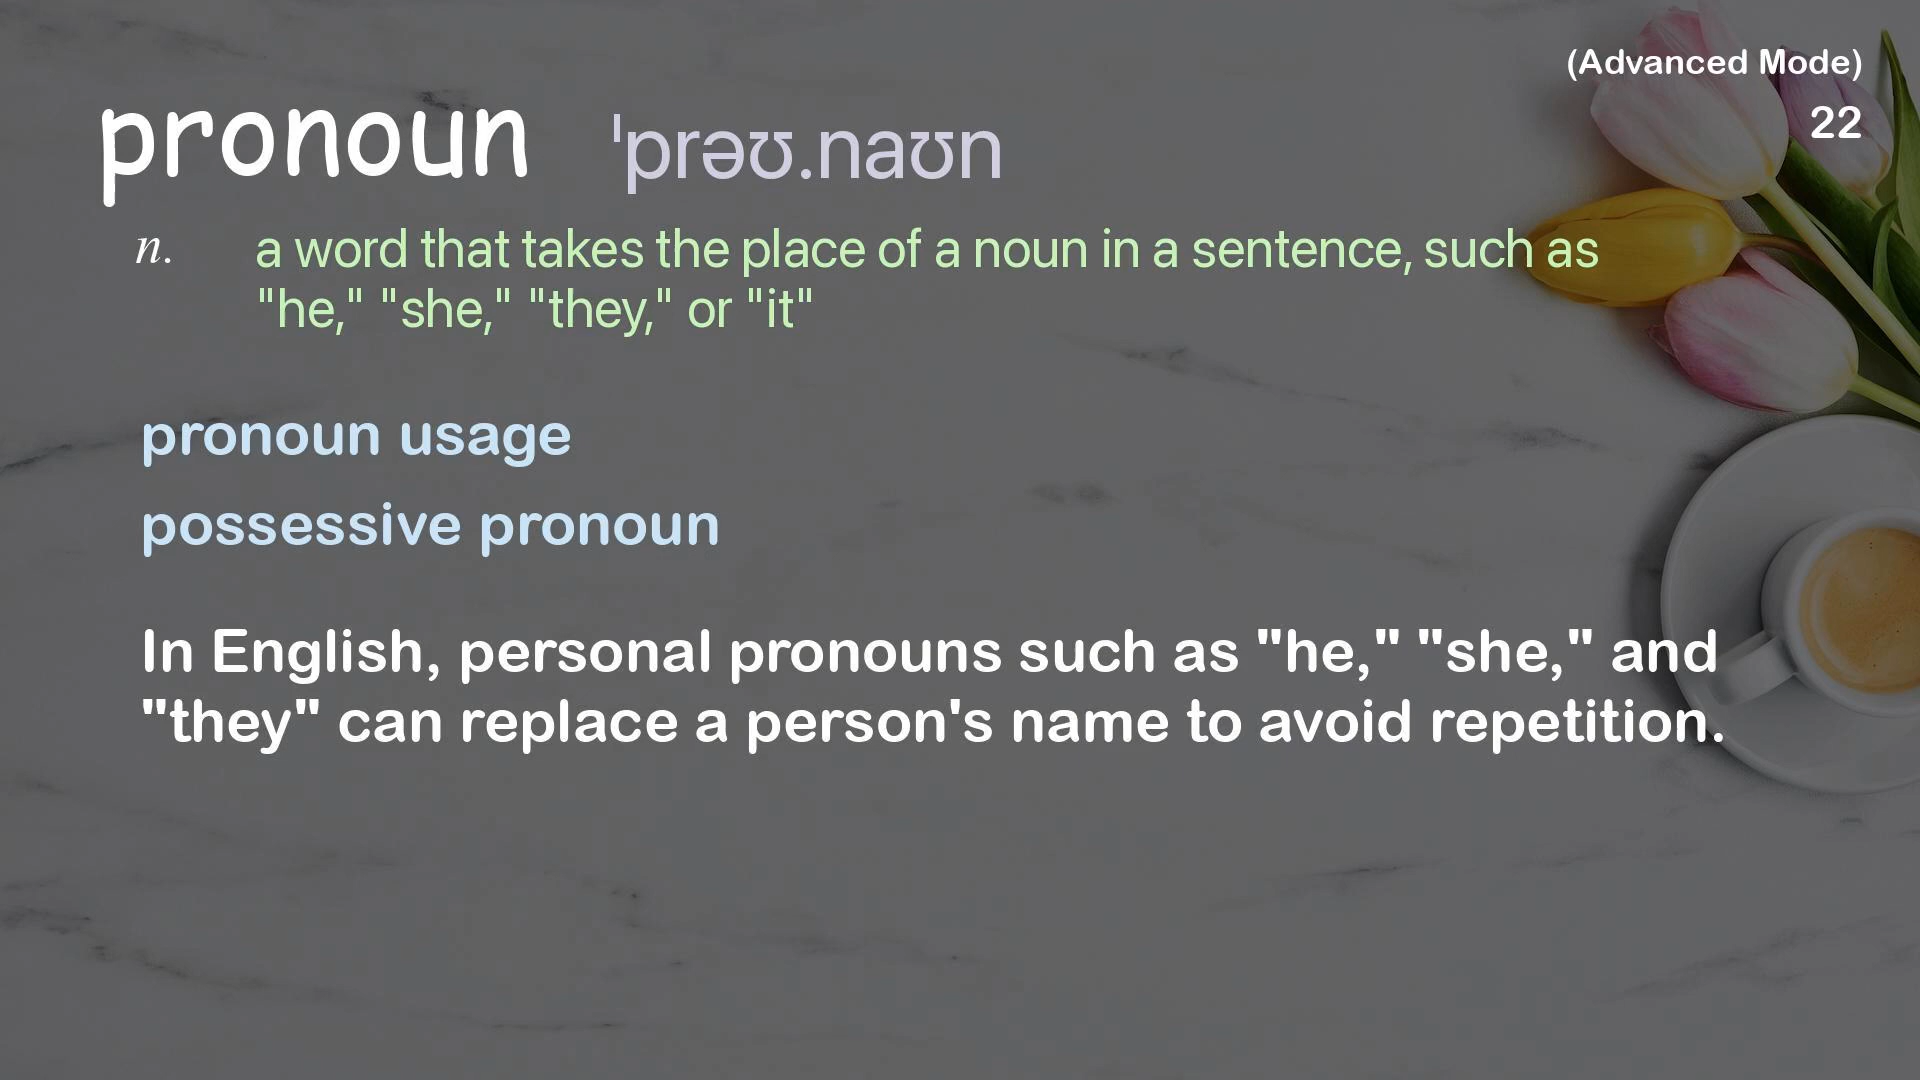 (Advanced Mode)
22
pronoun ˈprəʊ.naʊn
n. a word that takes the place of a noun in a sentence, such as
"he," "she," "they," or "it"
pronoun usage
possessive pronoun
In English, personal pronouns such as "he," "she," and
"they" can replace a person's name to avoid repetition.